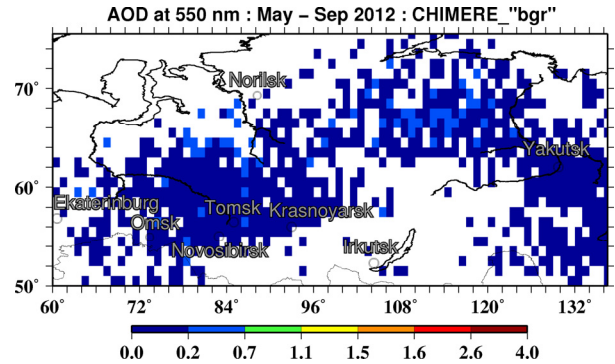 AOD at 550 nm : May − Sep 2012 : CHIMERE_"bgr"
70°
Norilsk
Yakutsk
60°
Ekaterinburg
Tomsk Krasnoyarsk
Omsk
Novosibirsk
Irkutsk
50°
60° 72° 84° 96° 108° 120° 132°
0.0 0.2 0.7 1.1 1.5 1.6 2.6 4.0